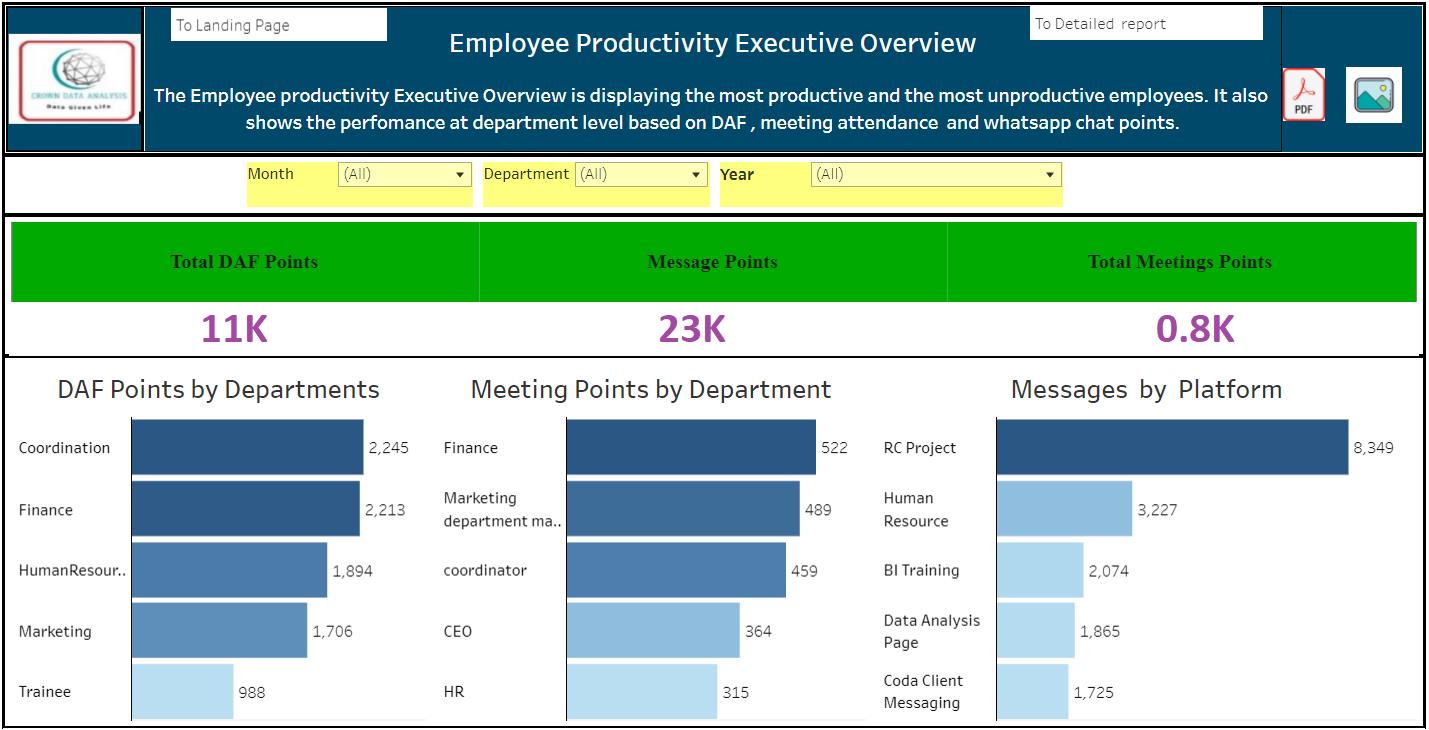 To Landing Page
To Detailed report
Employee Productivity Executive Overview
CROWN DATA ANALYSIS
Data Given Life
PDF
The Employee productivity Executive Overview is displaying the most productive and the most unproductive employees. It also
shows the perfomance at department level based on DAF , meeting attendance and whatsapp chat points.
Month (All) Department (All) Year (All)
Total DAF Points Message Points Total Meetings Points
11K 23K 0.8K
DAF Points by Departments
Coordination 2,245
Finance 2,213
HumanResour.. 1,894
Marketing 1,706
Trainee 988
Meeting Points by Department
Finance 522
Marketing
department ma.. 489
coordinator 459
CEO 364
HR 315
Messages by Platform
RC Project 8,349
Human
Resource 3,227
BI Training 2,074
Data Analysis
Page 1,865
Coda Client
Messaging 1,725